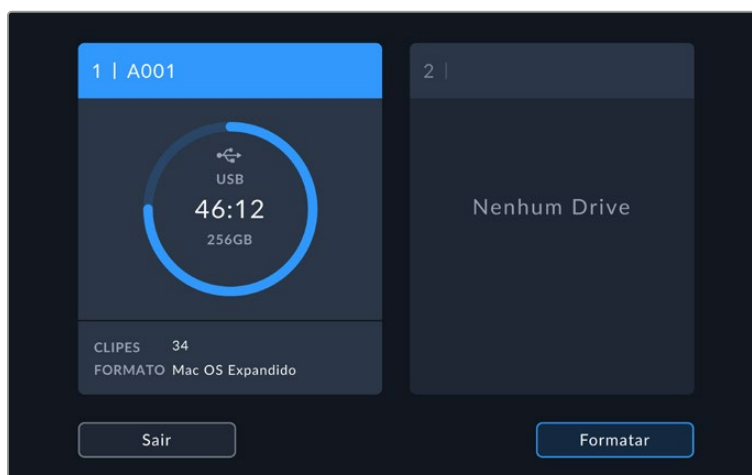 1 | A001
USB
46:12
256GB
CLIPES 34
FORMATO Mac OS Expandido
2 |
Nenhum Drive
Sair
Formatar